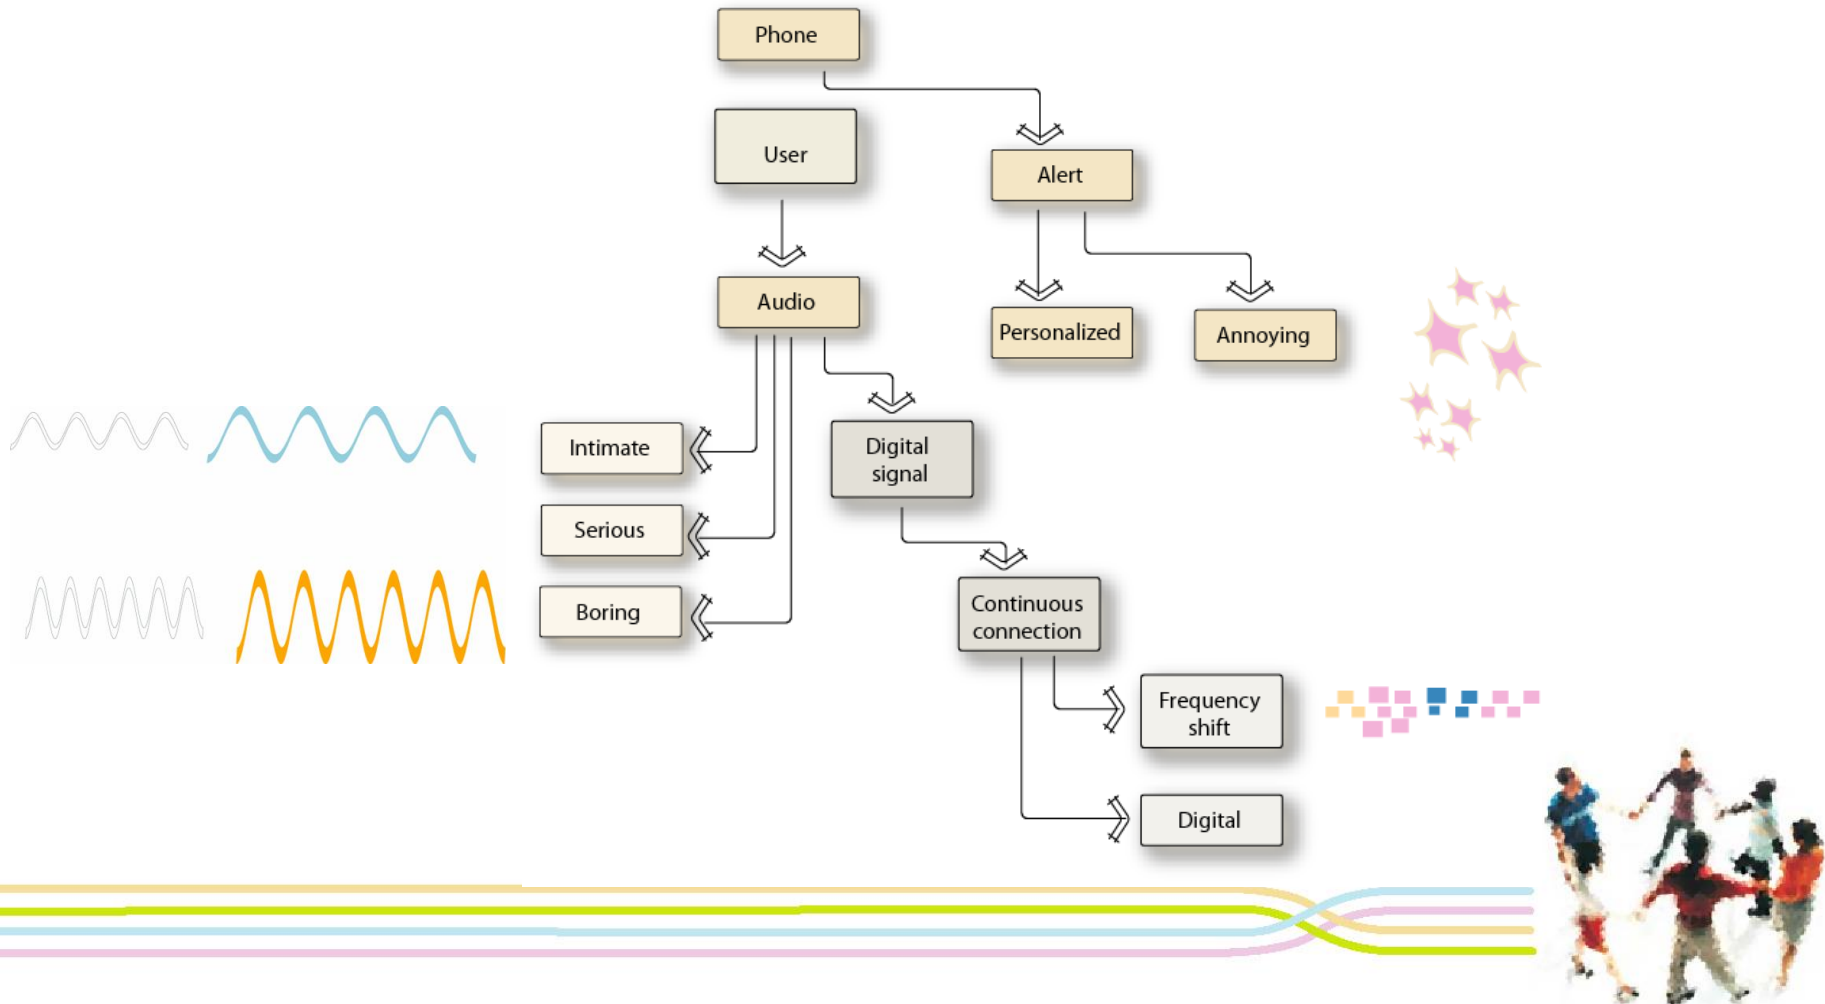 Phone
User
Alert
Audio
Personalized
Annoying
Intimate
Digital
signal
Serious
Boring
Continuous
connection
Frequency
shift
Digital